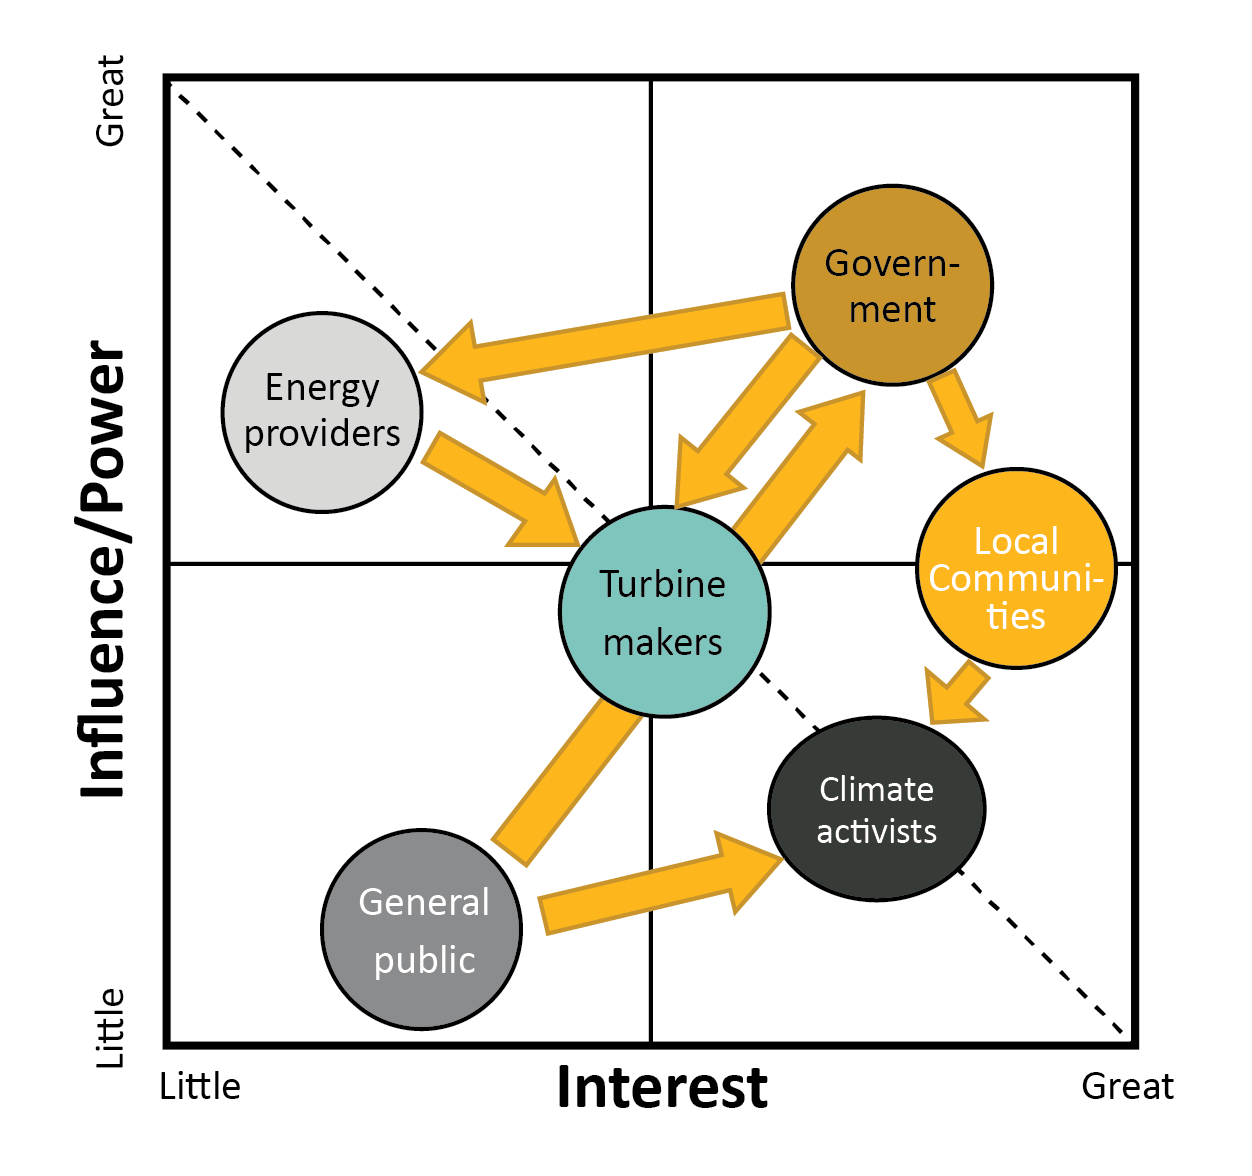 Great
Govern-
ment
Energy
providers
Influence/Power
Local
Communi-
ties
Turbine
makers
Climate
activists
General
public
Little
Little
Interest
Great